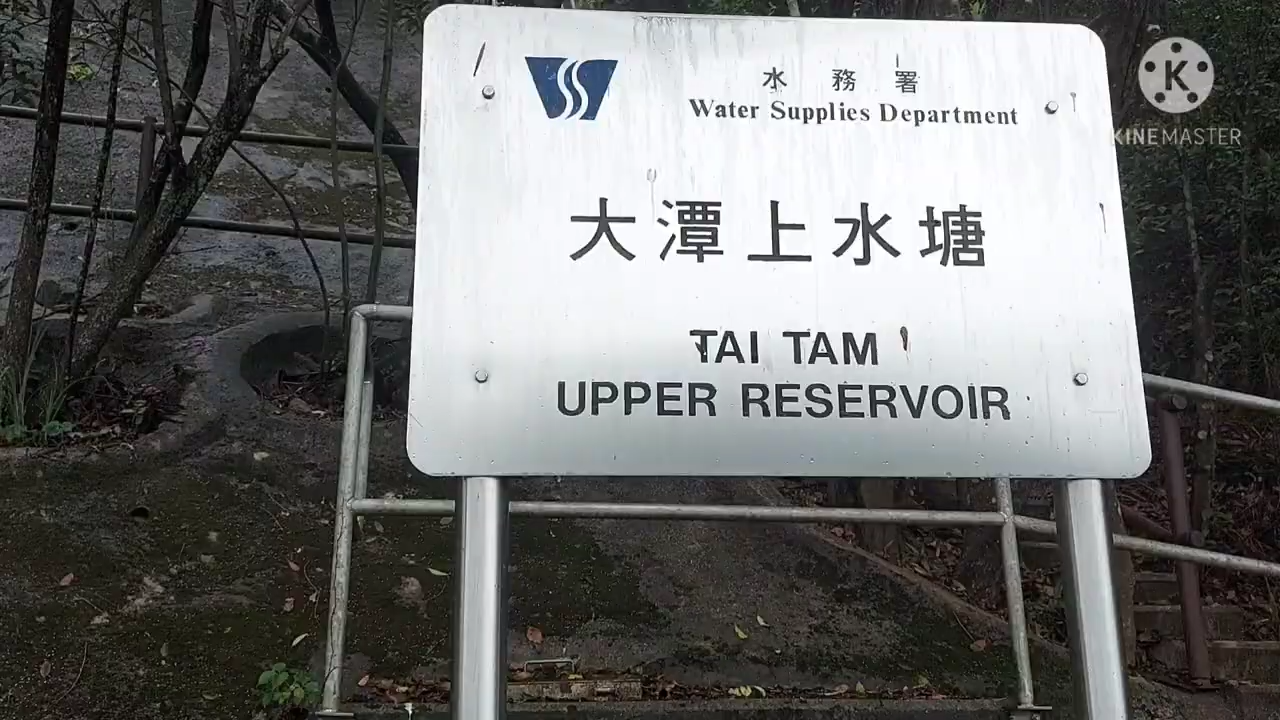 水務署
Water Supplies Department
大潭上水塘
TAI TAM
UPPER RESERVOIR
K
KINEMASTER